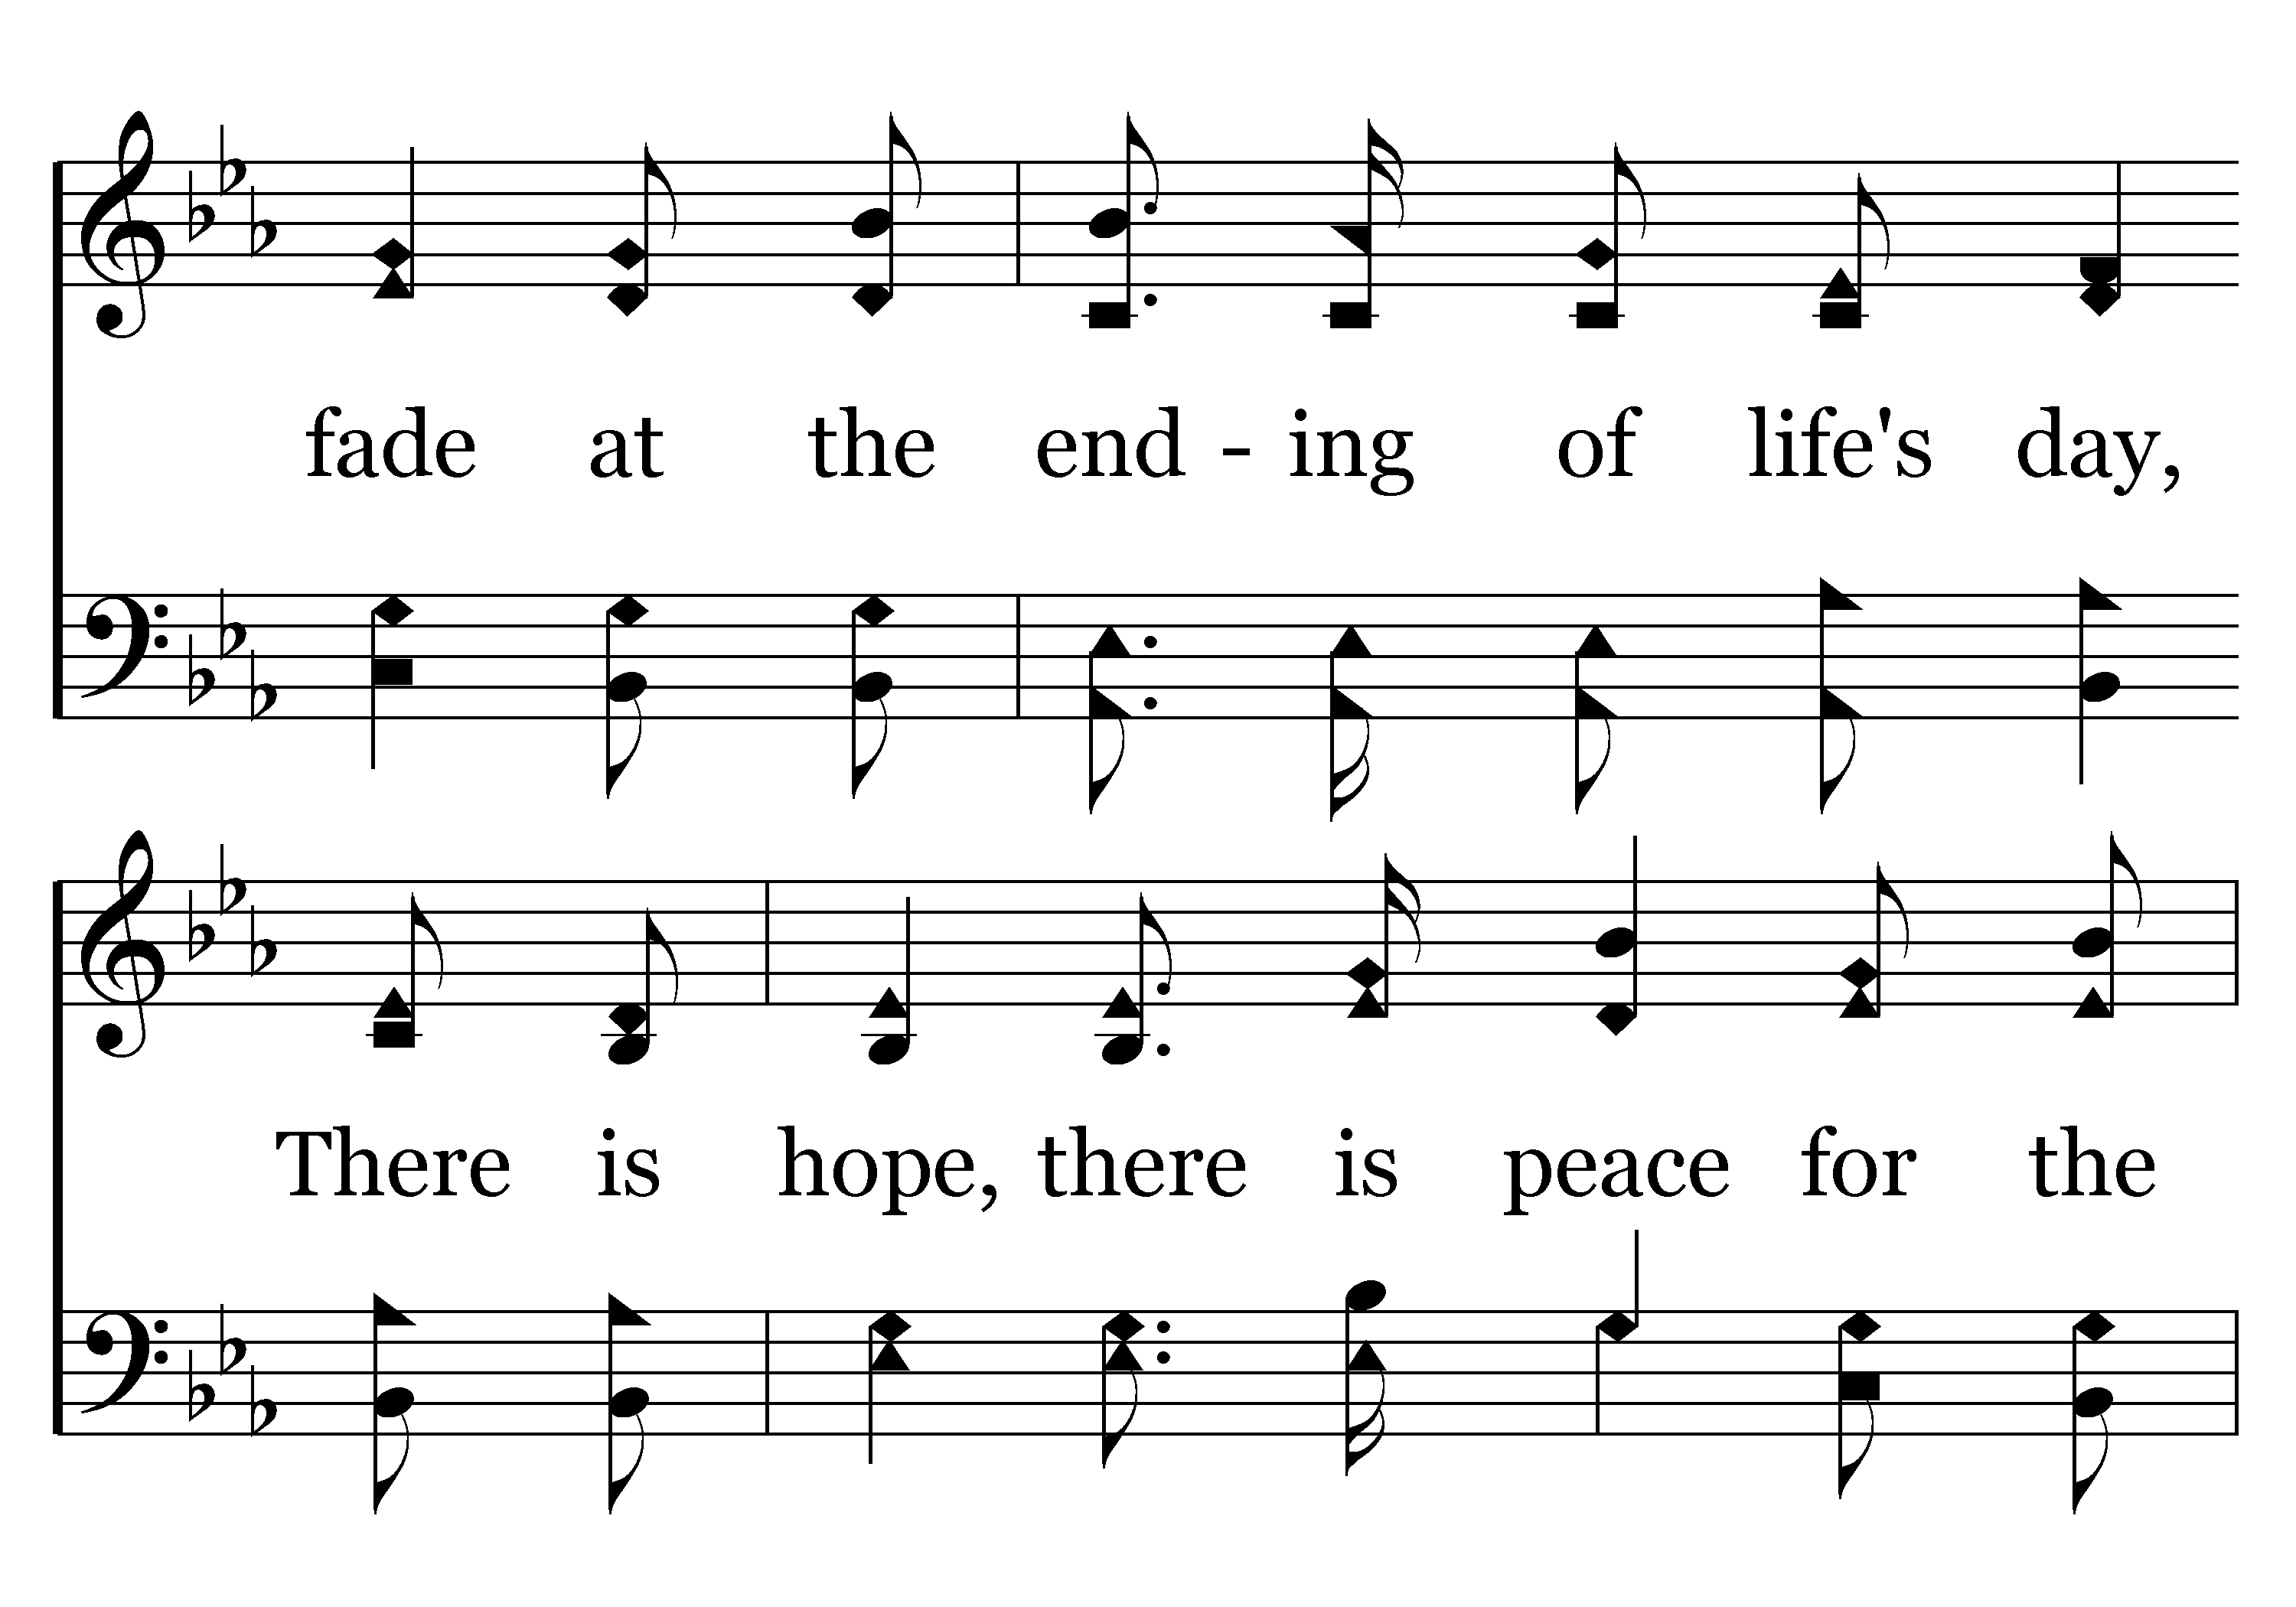 fade at the end - ing of life's day,
There is hope, there is peace for the